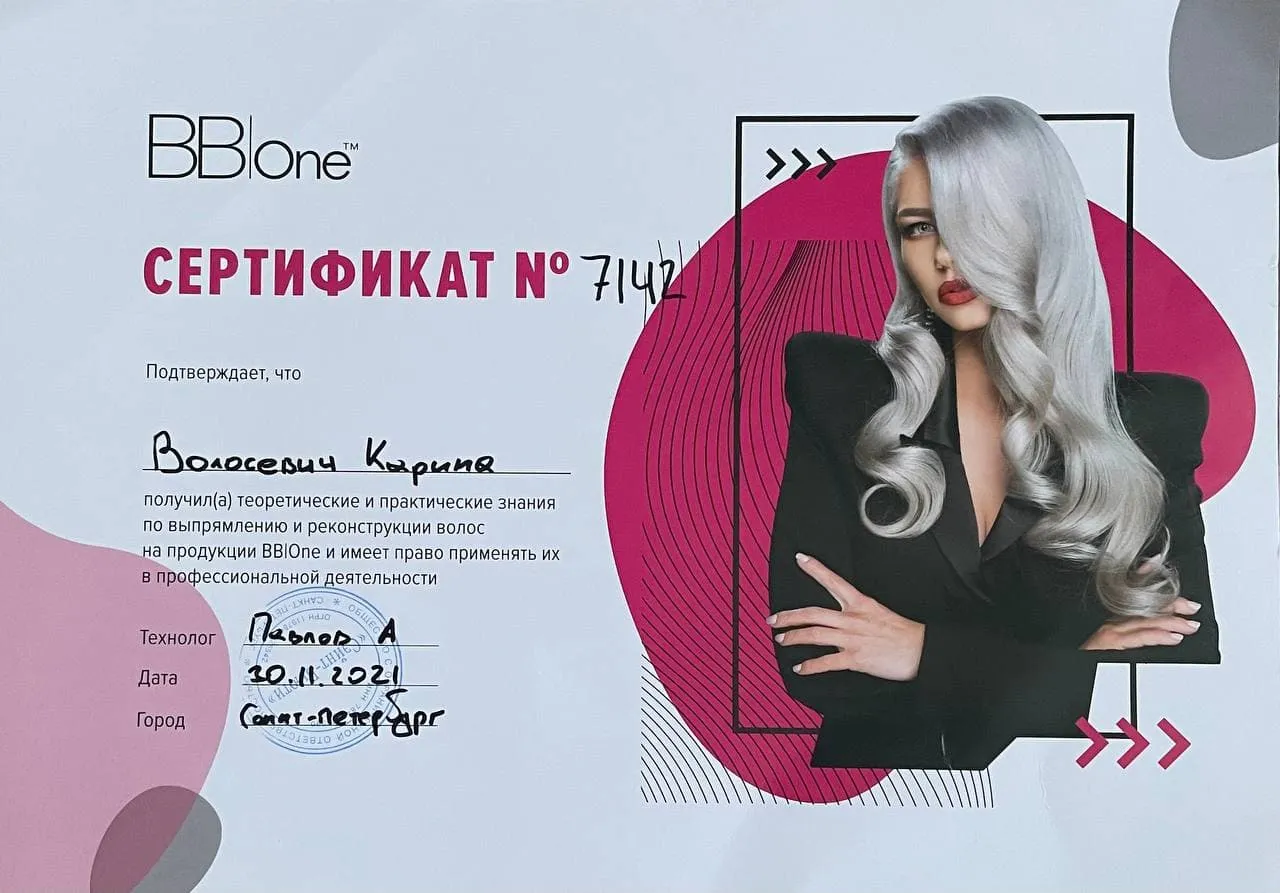 BB|One™
СЕРТИФИКАТ № 7142
Подтверждает, что
Волосевич Карина
получил(а) теоретические и практические знания
по выпрямлению и реконструкции волос
на продукции BB|One и имеет право применять их
в профессиональной деятельности
Технолог Павлов А
Дата 30.11.2021
Город Санкт-Петербург